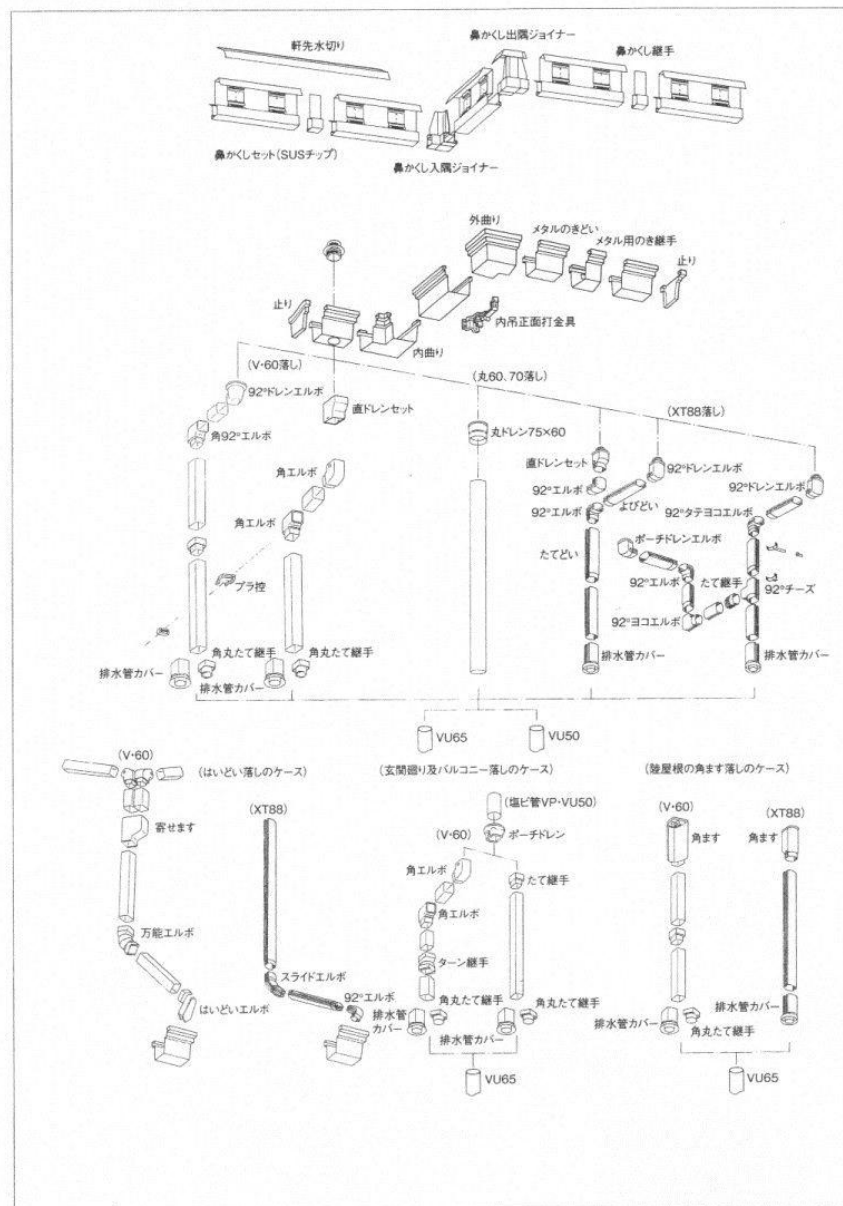 軒先水切り
鼻かくし出隅ジョイナー
鼻かくし継手
鼻かくしセット(SUSチップ)
鼻かくし入隅ジョイナー
外曲り
メタルのきどい
メタル用のき継手
止り
止り
内吊正面打金具
内曲り
(V・60落し)
(丸60、70落し)
(XT88落し)
92°ドレンエルボ
直ドレンセット
角92°エルボ
丸ドレン75×60
直ドレンセット
92°ドレンエルボ
92°ドレンエルボ
角エルボ
92°エルボ
よびどい
92°エルボ
92°タテヨコエルボ
角エルボ
ポーチドレンエルボ
たてどい
プラ控
92°エルボ
たて継手
92°チーズ
92°ヨコエルボ
角丸たて継手
角丸たて継手
排水管カバー
排水管カバー
排水管カバー
排水管カバー
VU65
VU50
(V・60)
(はいどい落しのケース)
(玄関廻り及バルコニー落しのケース)
(陸屋根の角ます落しのケース)
(XT88)
(塩ビ管VP・VU50)
(V・60)
(XT88)
寄せます
(V・60)
ポーチドレン
角ます
角ます
角エルボ
たて継手
角エルボ
万能エルボ
ターン継手
スライドエルボ
はいどいエルボ
92°エルボ
角丸たて継手
角丸たて継手
排水管
カバー
排水管カバー
排水管カバー
排水管カバー
角丸たて継手
VU65
VU65